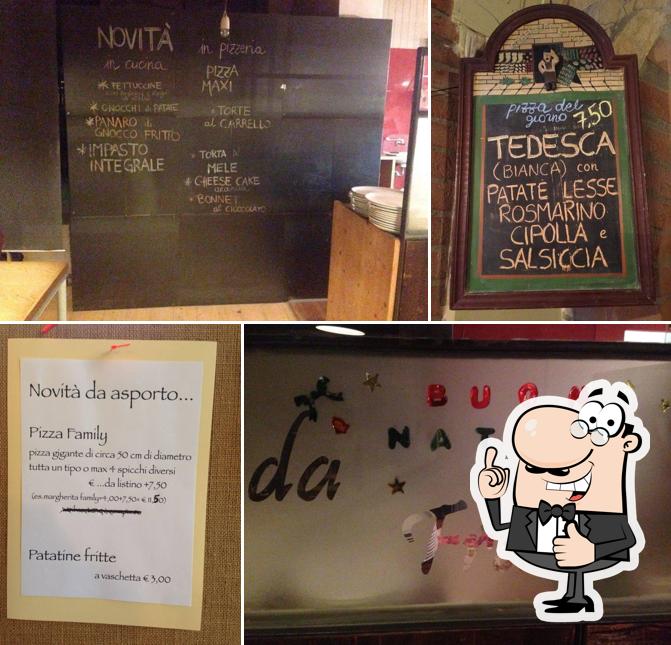 NOVITÀ
in cucina
* FETTUCCINE
* GNOCCHI di PATATE
* PANARO di
GNOCCO FRITTO
* IMPASTO
INTEGRALE
in pizzeria
PIZZA
MAXI
* TORTE
al CARRELLO
* TORTA DI
MELE
* CHEESE CAKE
* BONNET
al CIOCCOLATO
pizza del
giorno 7,50
TEDESCA
(BIANCA) con
PATATE LESSE
ROSMARINO
CIPOLLA e
SALSICCIA
Novità da asporto...
Pizza Family
pizza gigante di circa 50 cm di diametro
tutta un tipo o max 4 spicchi diversi
€ ...da listino +7,50
(es. margherita family=4,00+7,50= € 11,50)
Patatine fritte
a vaschetta € 3,00
BUON
NAT
da